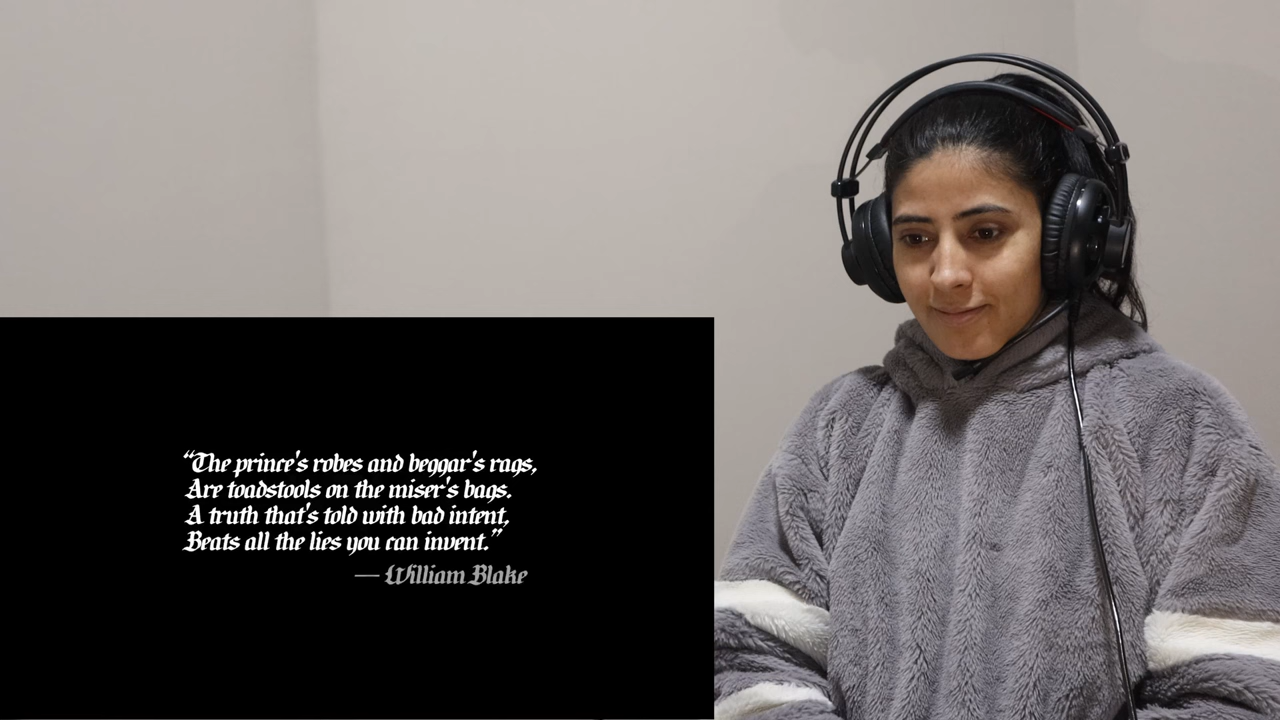 “The prince's robes and beggar's rags,
Are toadstools on the miser's bags.
A truth that's told with bad intent,
Beats all the lies you can invent.”
— William Blake